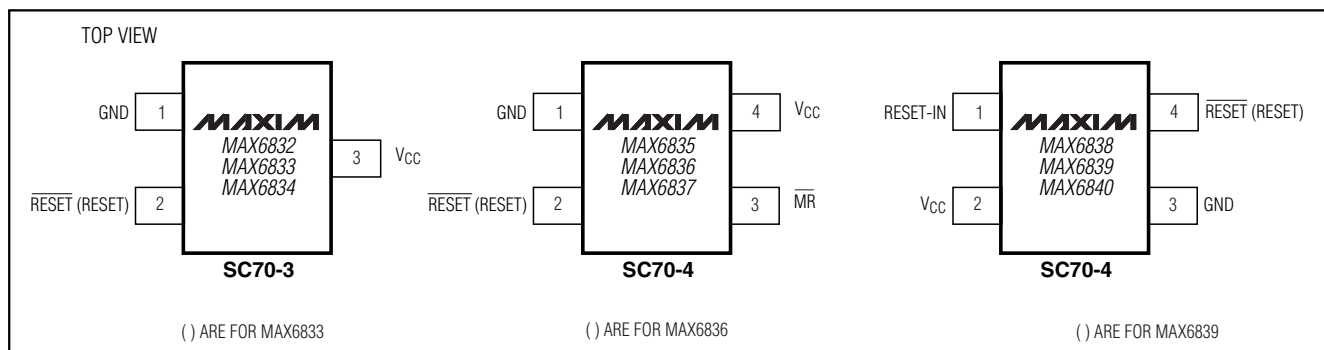 TOP VIEW
GND 1
RESET (RESET) 2
MAXIM
MAX6832
MAX6833
MAX6834
3 VCC
SC70-3
( ) ARE FOR MAX6833
GND 1
RESET (RESET) 2
MAXIM
MAX6835
MAX6836
MAX6837
4 VCC
3 MR
SC70-4
( ) ARE FOR MAX6836
RESET-IN 1
VCC 2
MAXIM
MAX6838
MAX6839
MAX6840
4 RESET (RESET)
3 GND
SC70-4
( ) ARE FOR MAX6839